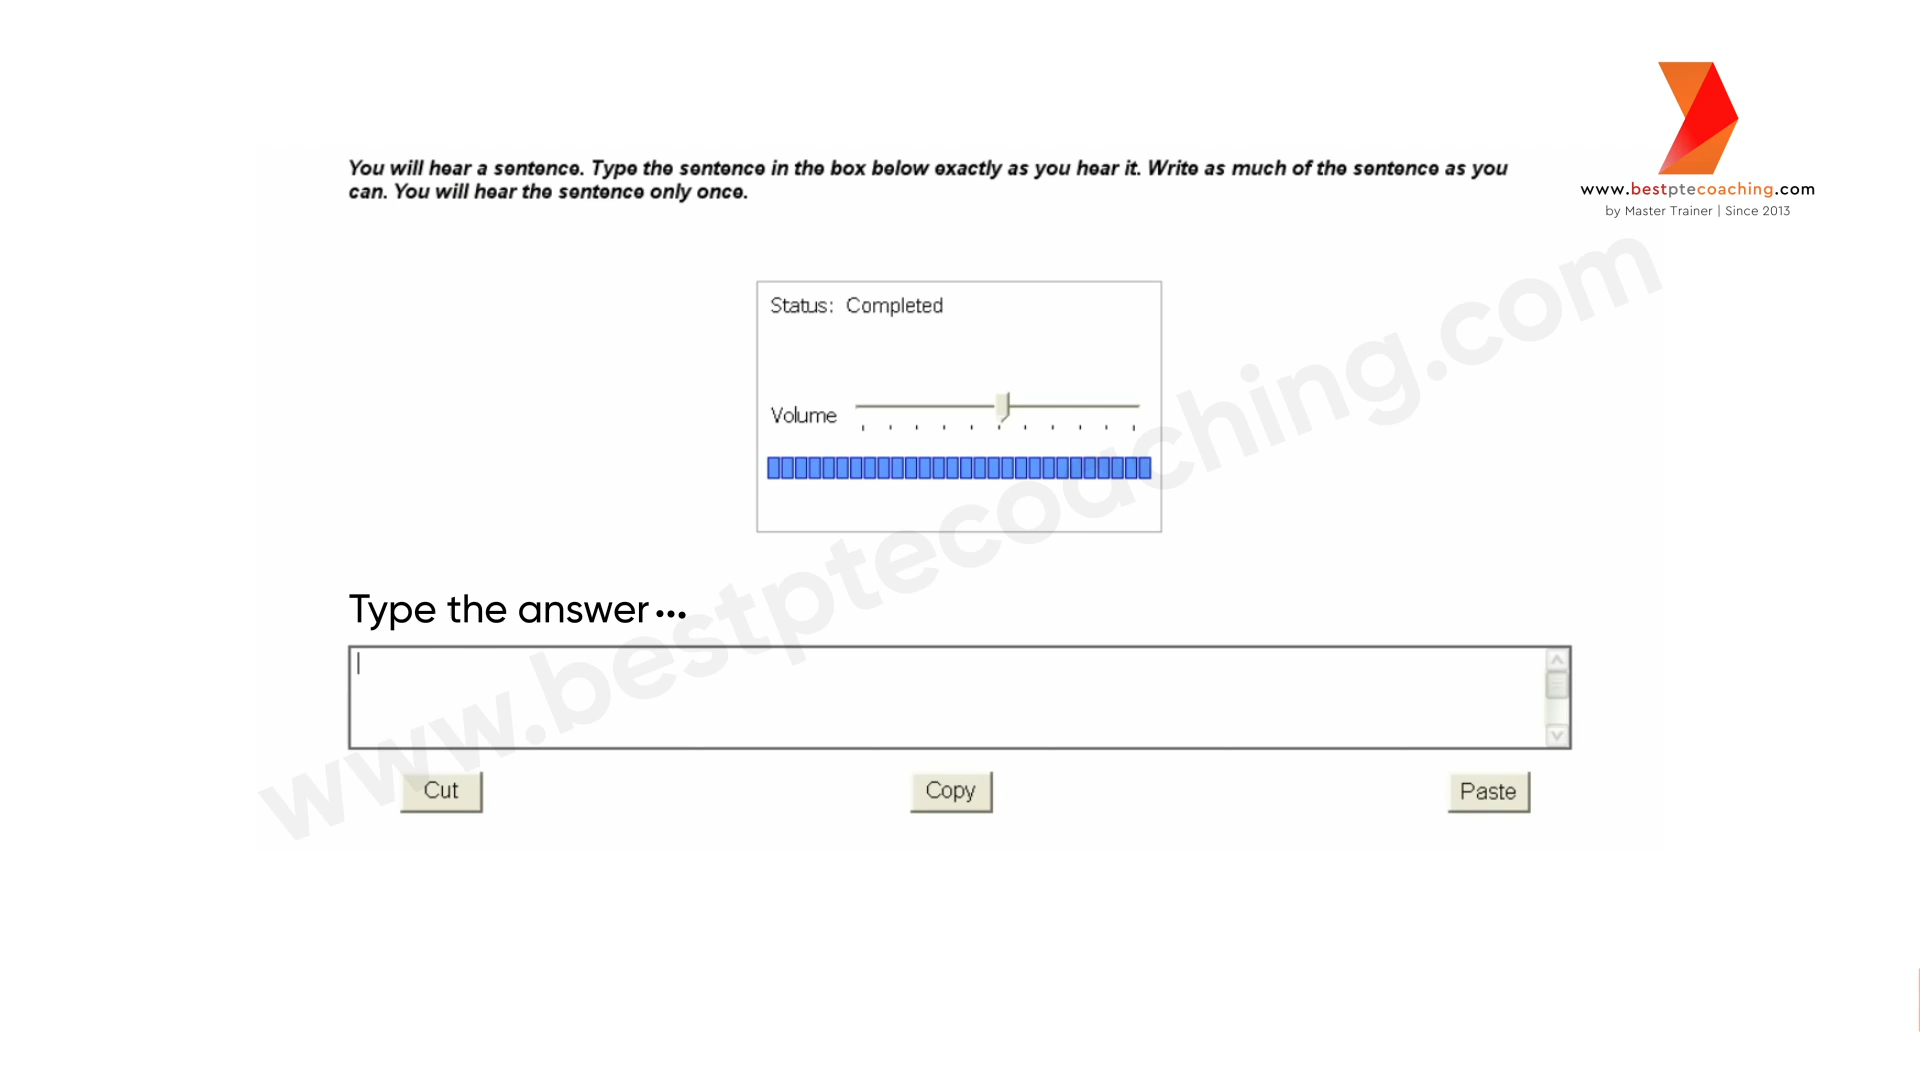 You will hear a sentence. Type the sentence in the box below exactly as you hear it. Write as much of the sentence as you
can. You will hear the sentence only once.
www.bestptecoaching.com
by Master Trainer | Since 2013
Status: Completed
Volume
www.bestptecoaching.com
Type the answer...
Cut
Copy
Paste